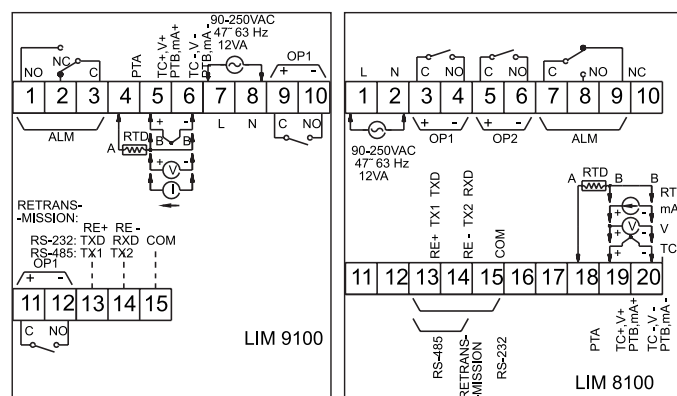 90-250VAC
47~63 Hz
12VA
PTA
TC+,V+
PTB,mA+
TC-,V-
PTB,mA-
OP1
+ -
NO NC C
C NO
1 2 3 4 5 6 7 8 9 10
ALM
L N
C NO
RTD
A B B
+ -
V
+ -
I
RETRANS-
-MISSION:
RE+ RE-
RS-232: TXD RXD COM
RS-485: TX1 TX2
OP1
+ -
11 12 13 14 15
C NO
LIM 9100
L N
C NO
C NO
C NO NC
1 2 3 4 5 6 7 8 9 10
+ - + -
OP1 OP2 ALM
90-250VAC
47~63 Hz
12VA
RE+ TX1 TXD
RE- TX2 RXD
COM
RTD
A B B
RT
mA
+ -
V
+ -
TC
+ -
11 12 13 14 15 16 17 18 19 20
RS-485
RETRANS
-MISSION
RS-232
PTA
TC+,V+
PTB,mA+
TC-,V-
PTB,mA-
LIM 8100